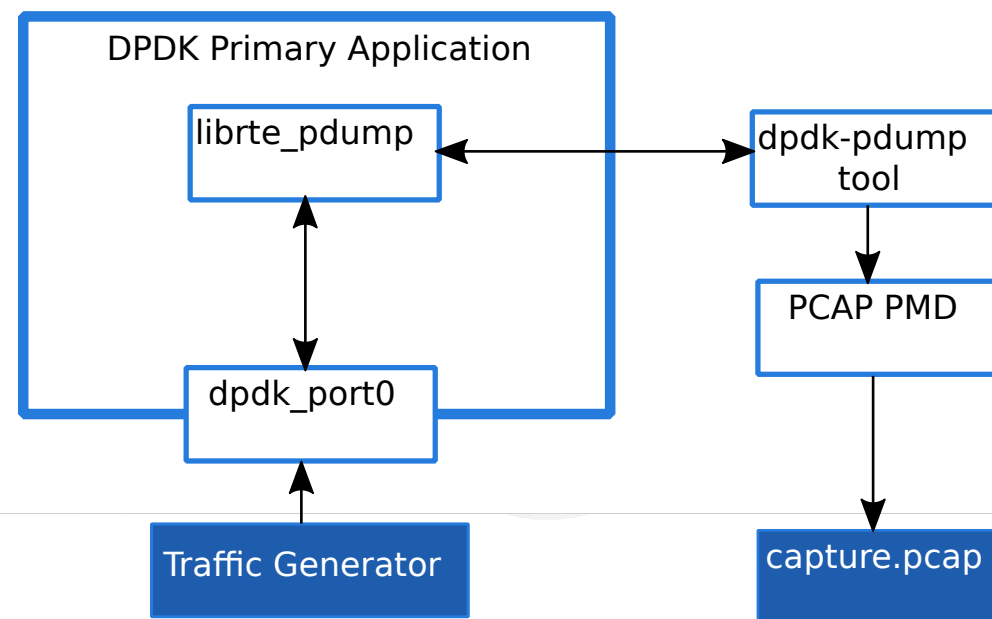 DPDK Primary Application
librte_pdump
dpdk-pdump
tool
PCAP PMD
dpdk_port0
Traffic Generator
capture.pcap